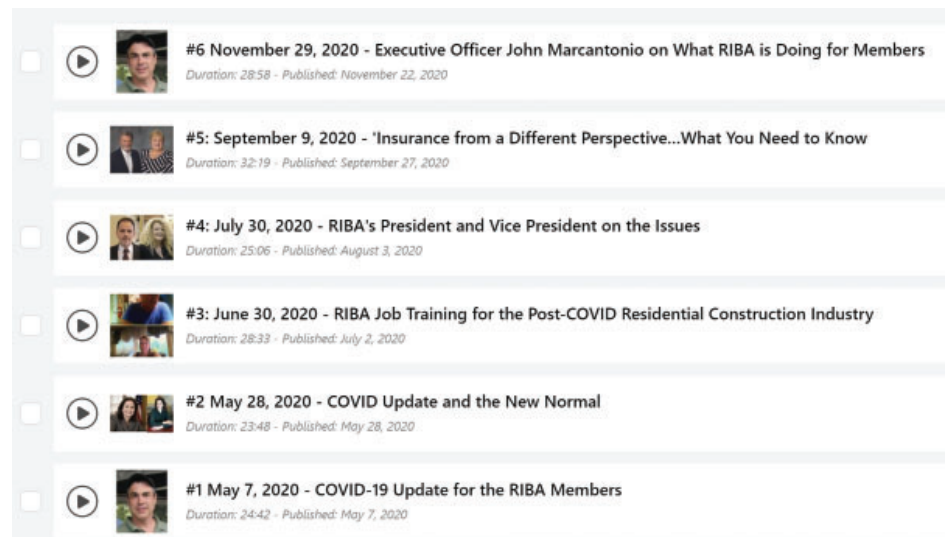 #6 November 29, 2020 - Executive Officer John Marcantonio on What RIBA is Doing for Members
Duration: 28:58 - Published: November 22, 2020
#5: September 9, 2020 - 'Insurance from a Different Perspective...What You Need to Know
Duration: 32:19 - Published: September 27, 2020
#4: July 30, 2020 - RIBA's President and Vice President on the Issues
Duration: 25:06 - Published: August 3, 2020
#3: June 30, 2020 - RIBA Job Training for the Post-COVID Residential Construction Industry
Duration: 28:33 - Published: July 2, 2020
#2 May 28, 2020 - COVID Update and the New Normal
Duration: 23:48 - Published: May 28, 2020
#1 May 7, 2020 - COVID-19 Update for the RIBA Members
Duration: 24:42 - Published: May 7, 2020